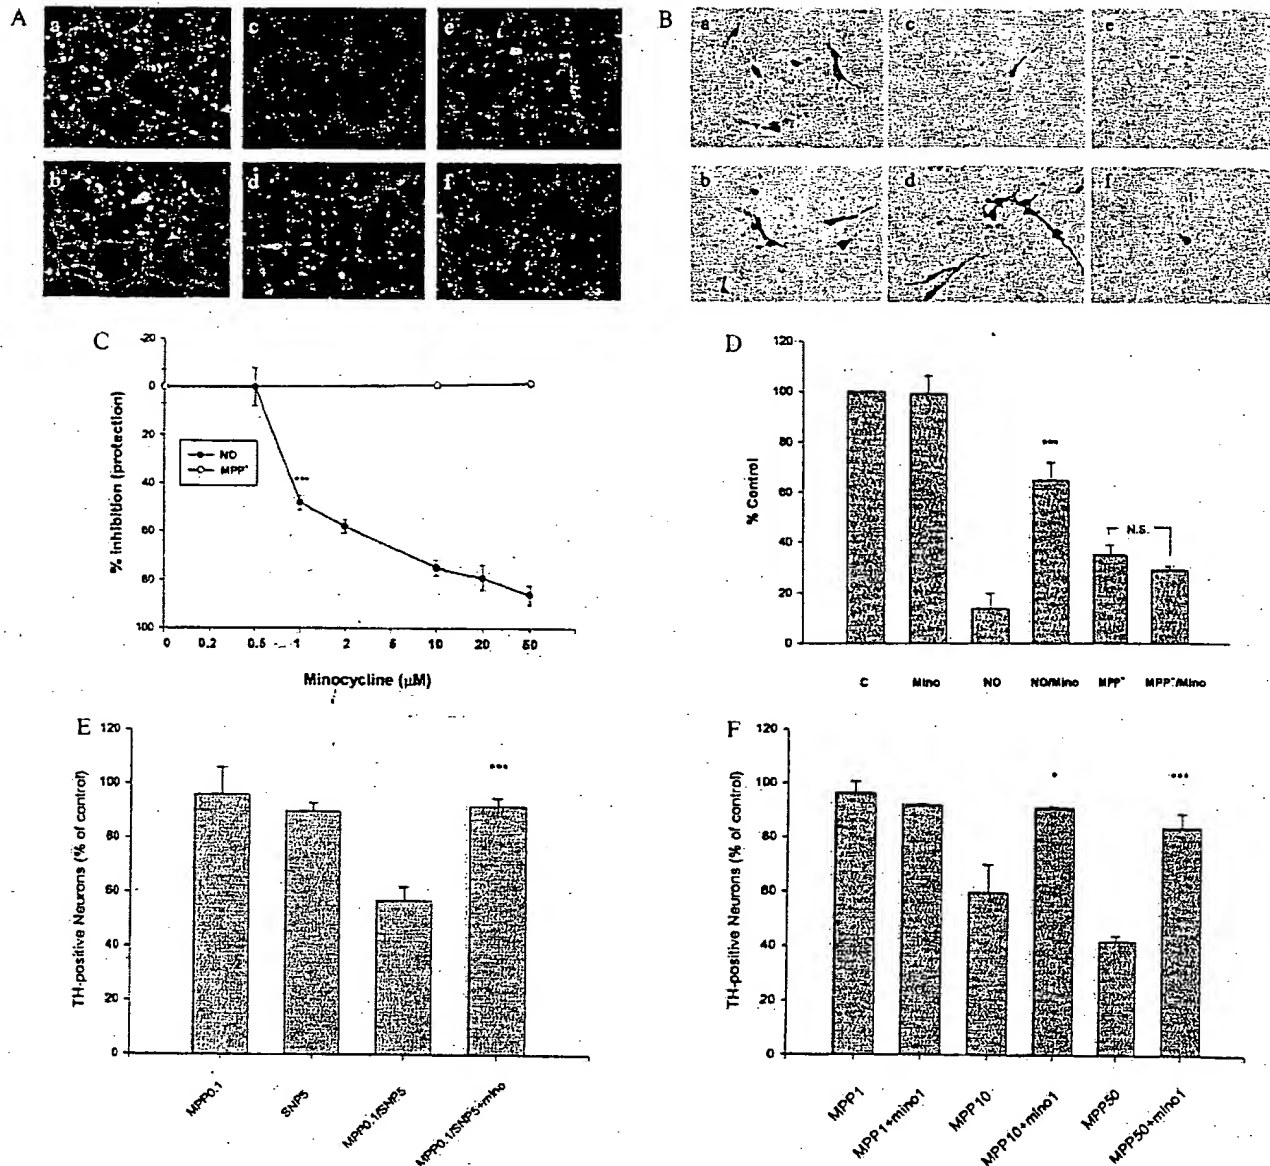 A
a
c
e
b
d
f
B
a
c
e
b
d
f
C
-20
0
20
40
60
80
100
% Inhibition (protection)
NO
MPP⁺
***
0 0.2 0.5 1 2 5 10 20 50
Minocycline (µM)
D
120
100
80
60
40
20
0
% Control
***
N.S.
C Mino NO NO/Mino MPP⁺ MPP⁺/Mino
E
120
100
80
60
40
20
0
TH-positive Neurons (% of control)
***
MPP0.1
SNP5
MPP0.1/SNP5
MPP0.1/SNP5+mino
F
120
100
80
60
40
20
0
TH-positive Neurons (% of control)
*
***
MPP1
MPP1+mino1
MPP10
MPP10+mino1
MPP50
MPP50+mino1